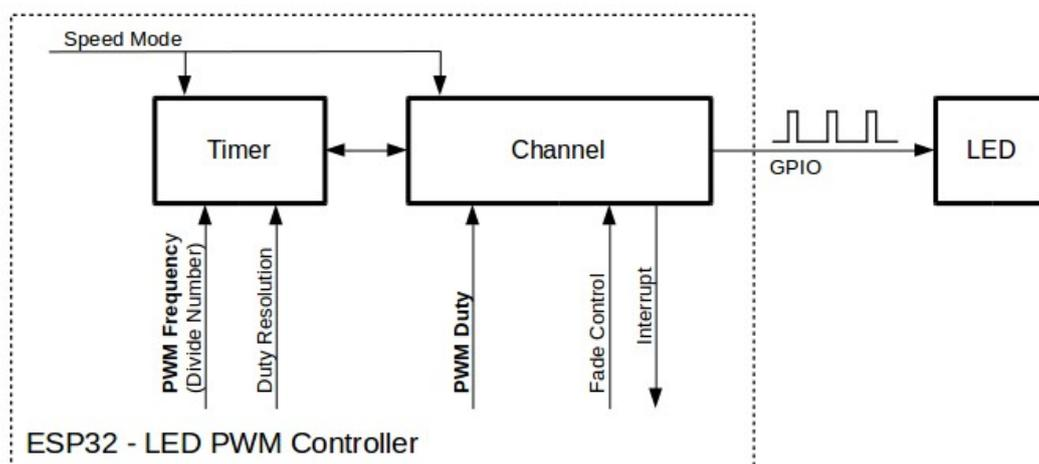 Speed Mode
Timer
Channel
LED
GPIO
PWM Frequency
(Divide Number)
Duty Resolution
PWM Duty
Fade Control
Interrupt
ESP32 - LED PWM Controller